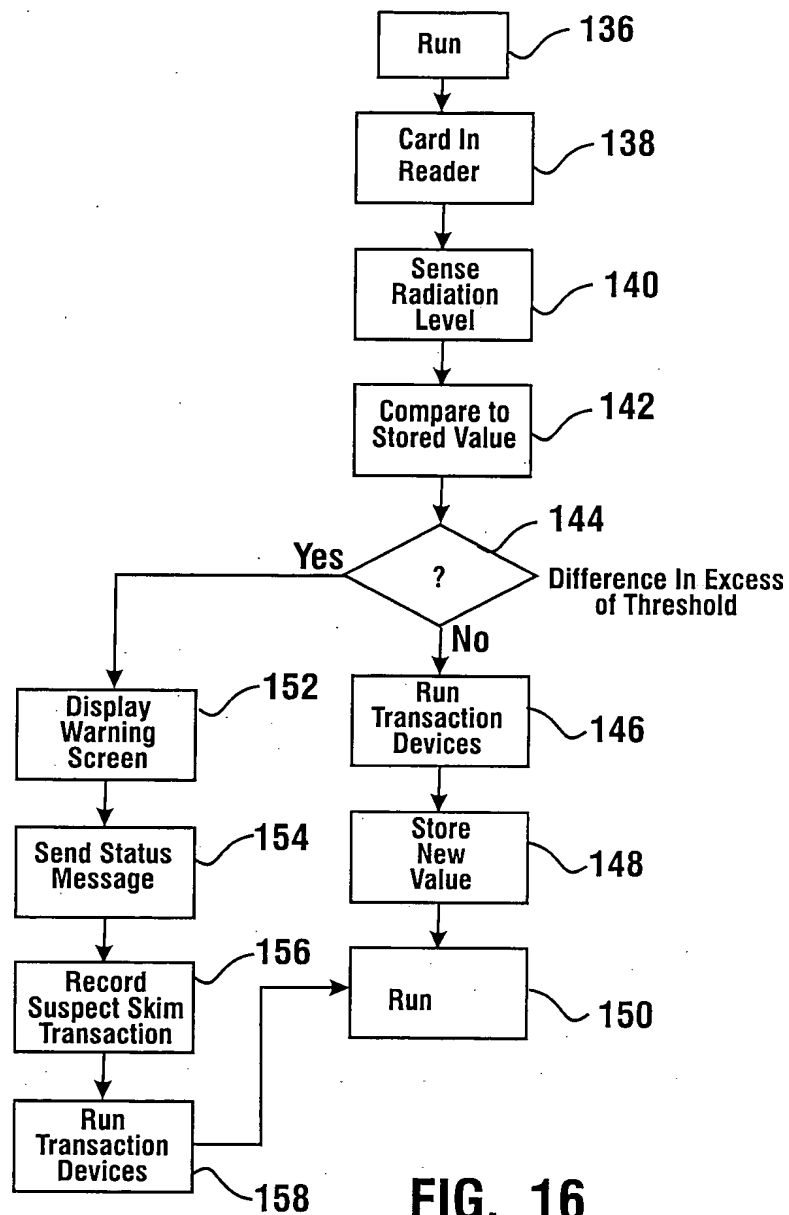 Run
136
Card In
Reader
138
Sense
Radiation
Level
140
Compare to
Stored Value
142
144
Yes
?
Difference In Excess
of Threshold
No
152
Display
Warning
Screen
Run
Transaction
Devices
146
154
Send Status
Message
Store
New
Value
148
156
Record
Suspect Skim
Transaction
Run
150
Run
Transaction
Devices
158
FIG. 16